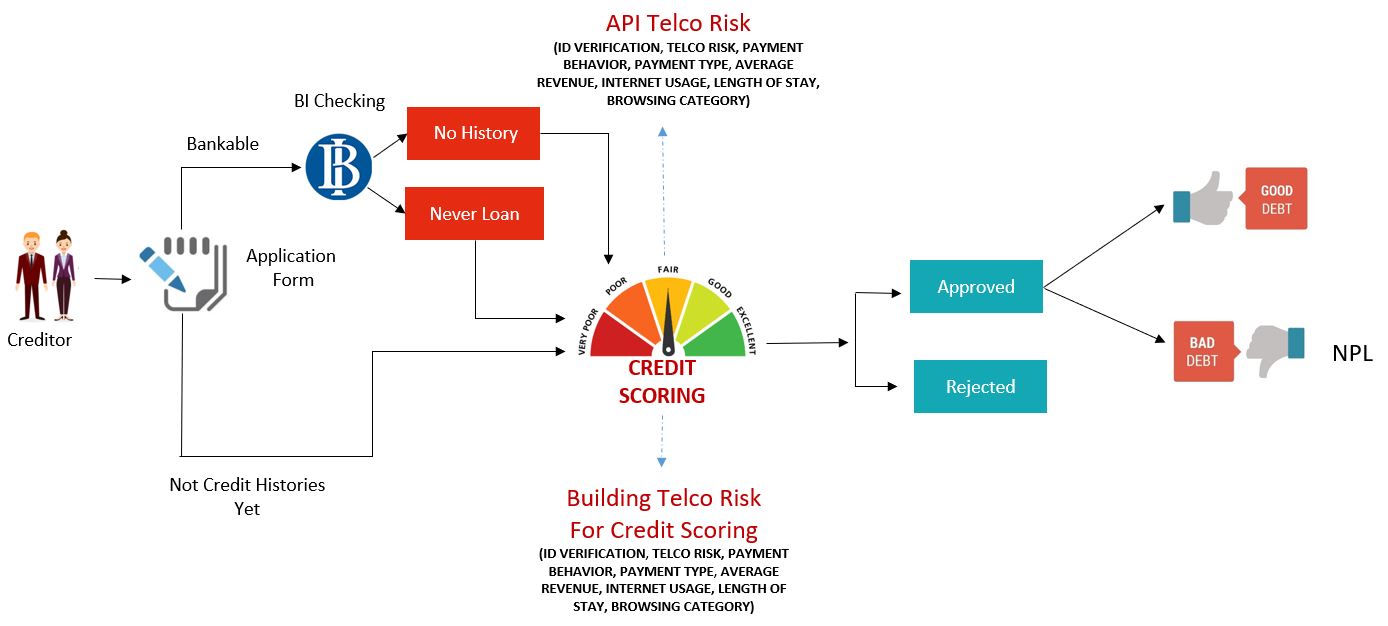 API Telco Risk
(ID VERIFICATION, TELCO RISK, PAYMENT
BEHAVIOR, PAYMENT TYPE, AVERAGE
REVENUE, INTERNET USAGE, LENGTH OF STAY,
BROWSING CATEGORY)
BI Checking
Bankable
No History
Never Loan
Application
Form
Creditor
Not Credit Histories
Yet
VERY POOR
POOR
FAIR
GOOD
EXCELLENT
CREDIT
SCORING
Building Telco Risk
For Credit Scoring
(ID VERIFICATION, TELCO RISK, PAYMENT
BEHAVIOR, PAYMENT TYPE, AVERAGE
REVENUE, INTERNET USAGE, LENGTH OF
STAY, BROWSING CATEGORY)
Approved
Rejected
GOOD
DEBT
BAD
DEBT
NPL